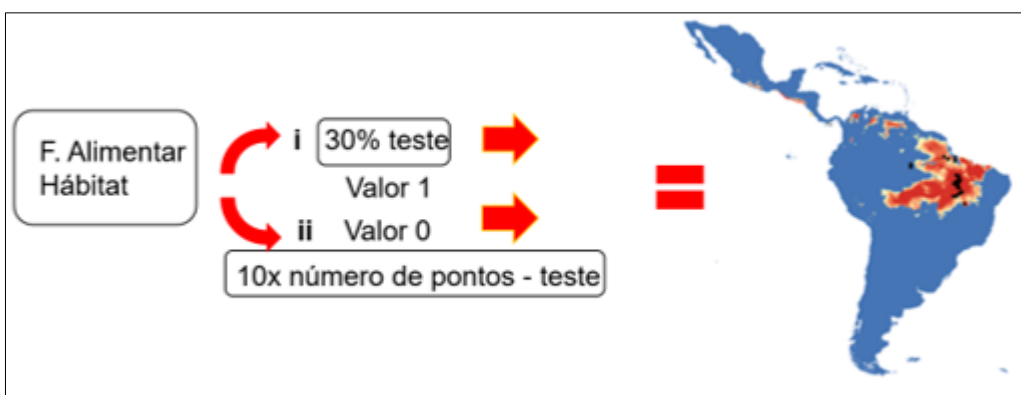 F. Alimentar
Hábitat
i 30% teste
Valor 1
ii Valor 0
10x número de pontos - teste